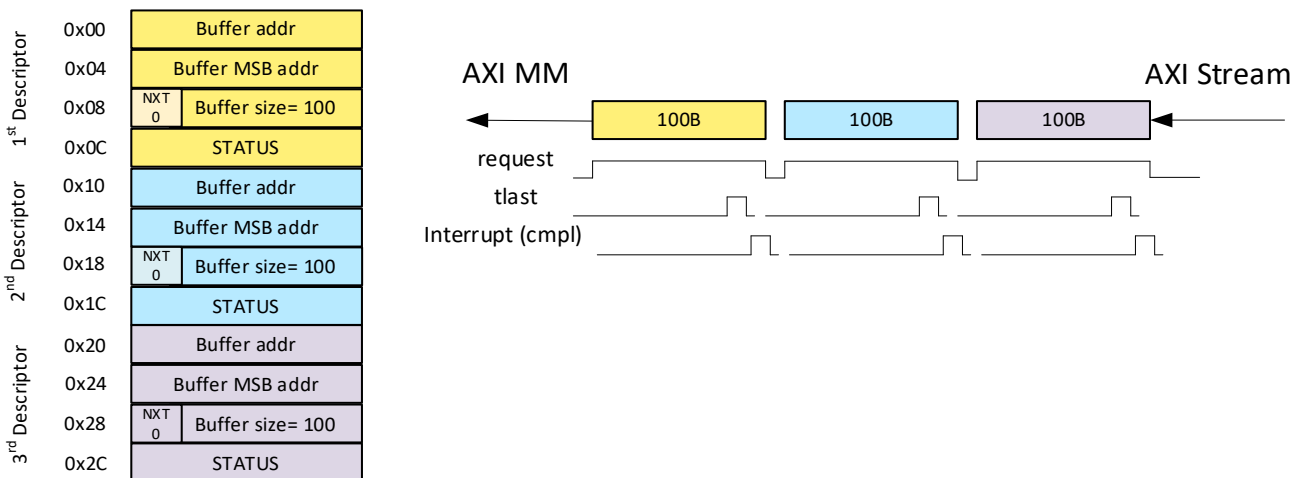 1st Descriptor
0x00 Buffer addr
0x04 Buffer MSB addr
0x08 NXT 0 Buffer size= 100
0x0C STATUS
2nd Descriptor
0x10 Buffer addr
0x14 Buffer MSB addr
0x18 NXT 0 Buffer size= 100
0x1C STATUS
3rd Descriptor
0x20 Buffer addr
0x24 Buffer MSB addr
0x28 NXT 0 Buffer size= 100
0x2C STATUS
AXI MM
AXI Stream
100B 100B 100B
request
tlast
Interrupt (cmpl)